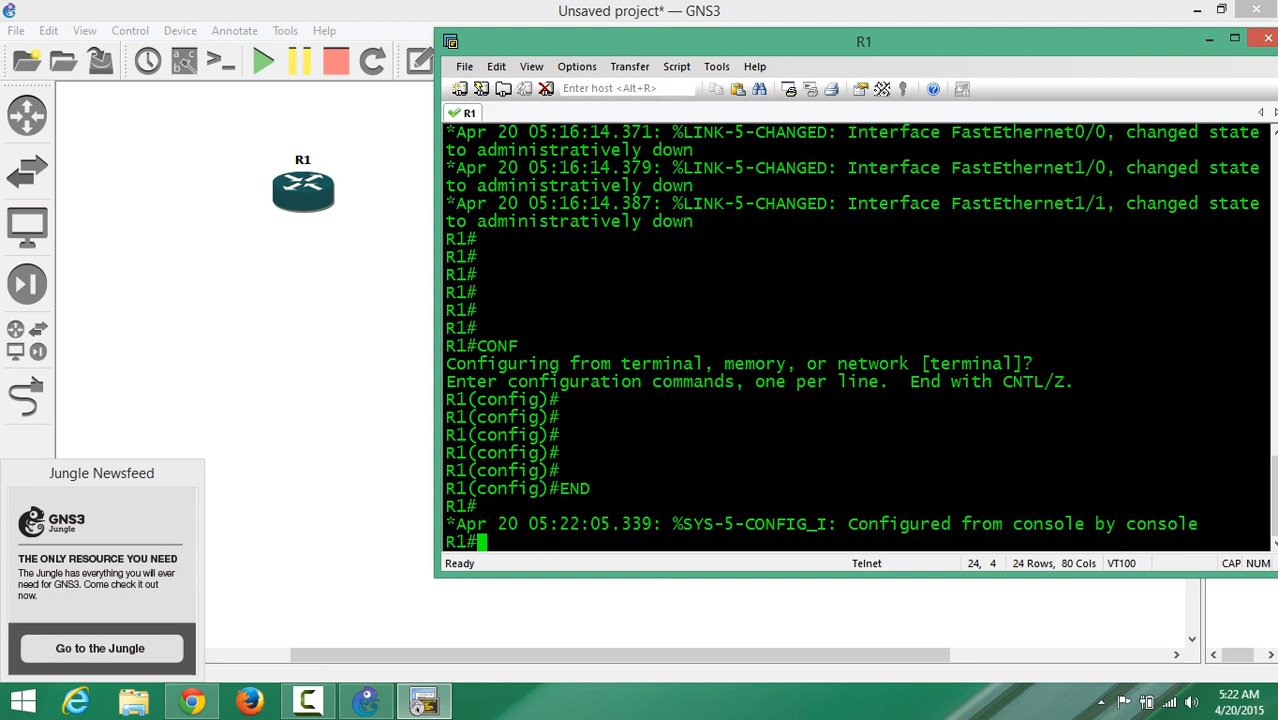 Unsaved project* — GNS3
File Edit View Control Device Annotate Tools Help
R1
R1
File Edit View Options Transfer Script Tools Help
Enter host <Alt+R>
R1
*Apr 20 05:16:14.371: %LINK-5-CHANGED: Interface FastEthernet0/0, changed state
to administratively down
*Apr 20 05:16:14.379: %LINK-5-CHANGED: Interface FastEthernet1/0, changed state
to administratively down
*Apr 20 05:16:14.387: %LINK-5-CHANGED: Interface FastEthernet1/1, changed state
to administratively down
R1#
R1#
R1#
R1#
R1#
R1#
R1#CONF
Configuring from terminal, memory, or network [terminal]?
Enter configuration commands, one per line.  End with CNTL/Z.
R1(config)#
R1(config)#
R1(config)#
R1(config)#
R1(config)#
R1(config)#END
R1#
*Apr 20 05:22:05.339: %SYS-5-CONFIG_I: Configured from console by console
R1#
Ready Telnet 24, 4 24 Rows, 80 Cols VT100 CAP NUM
Jungle Newsfeed
GNS3
Jungle
THE ONLY RESOURCE YOU NEED
The Jungle has everything you will ever
need for GNS3. Come check it out
now.
Go to the Jungle
5:22 AM
4/20/2015